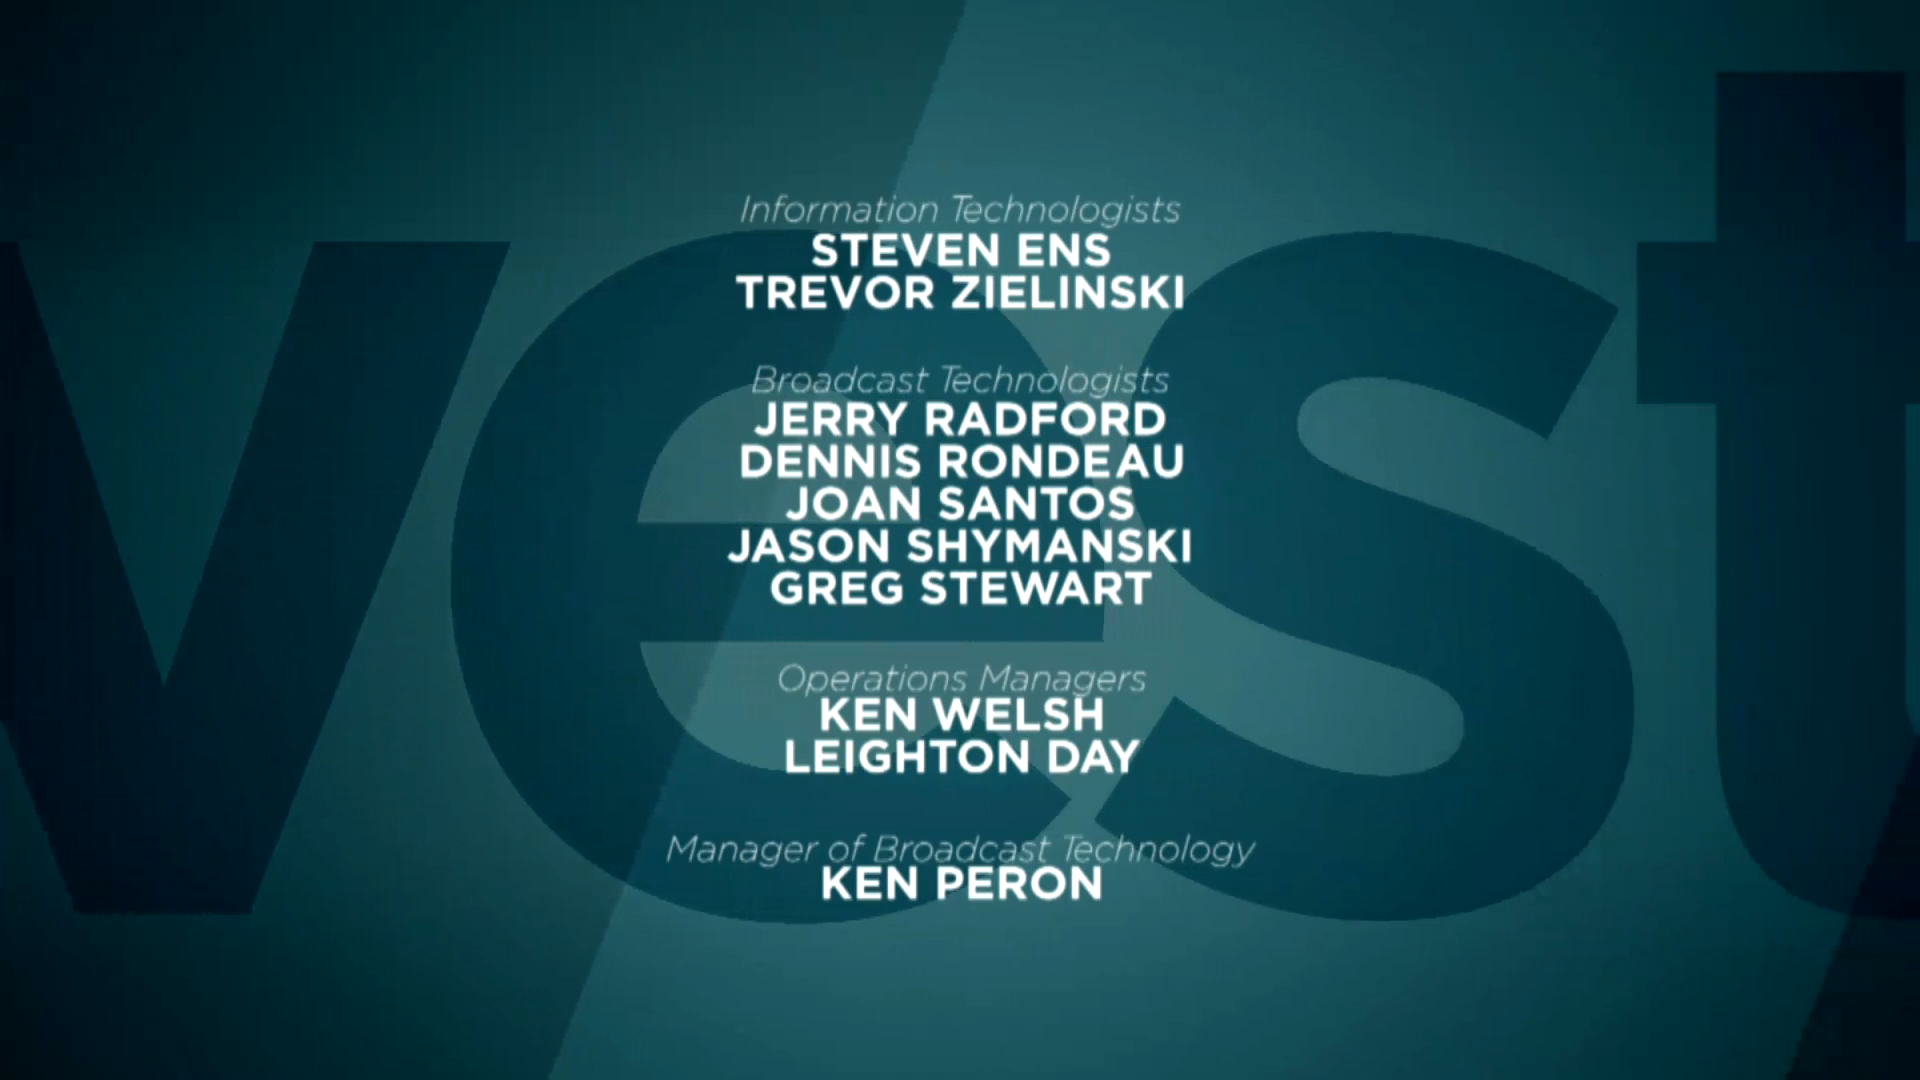 west
Information Technologists
STEVEN ENS
TREVOR ZIELINSKI
Broadcast Technologists
JERRY RADFORD
DENNIS RONDEAU
JOAN SANTOS
JASON SHYMANSKI
GREG STEWART
Operations Managers
KEN WELSH
LEIGHTON DAY
Manager of Broadcast Technology
KEN PERON